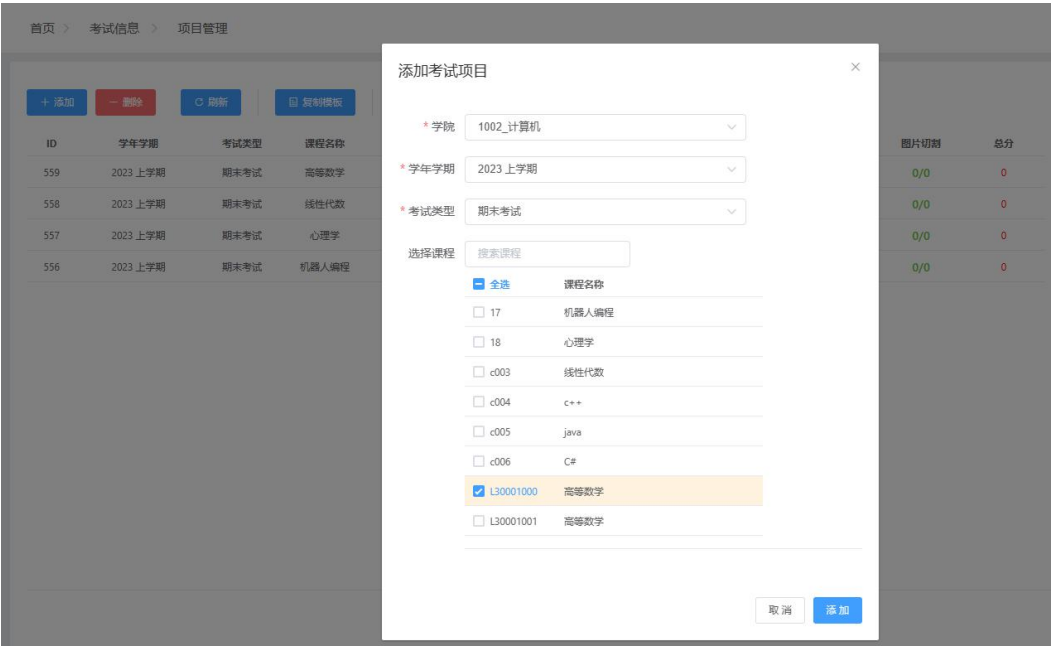 首页 > 考试信息 > 项目管理
添加考试项目
+ 添加 − 删除 刷新 复制模板
* 学院 1002_计算机
ID 学年学期 考试类型 课程名称 图片切割 总分
* 学年学期 2023 上学期
559 2023 上学期 期末考试 高等数学 0/0 0
558 2023 上学期 期末考试 线性代数 0/0 0
* 考试类型 期末考试
557 2023 上学期 期末考试 心理学 0/0 0
选择课程 搜索课程
556 2023 上学期 期末考试 机器人编程 0/0 0
全选 课程名称
17 机器人编程
18 心理学
c003 线性代数
c004 c++
c005 java
c006 C#
L30001000 高等数学
L30001001 高等数学
取消 添加